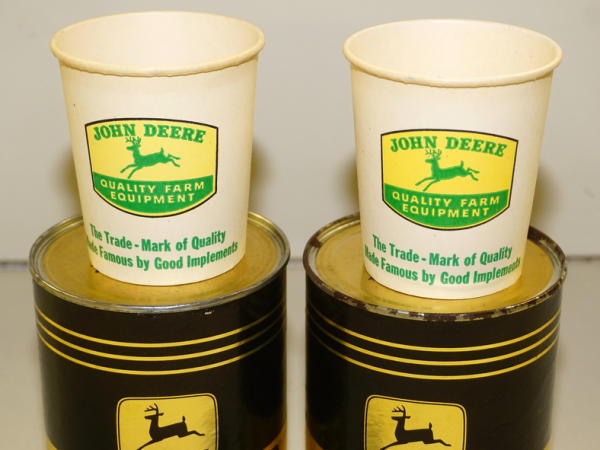 JOHN DEERE
QUALITY FARM
EQUIPMENT
The Trade-Mark of Quality
Made Famous by Good Implements
JOHN DEERE
QUALITY FARM
EQUIPMENT
The Trade-Mark of Quality
Made Famous by Good Implements